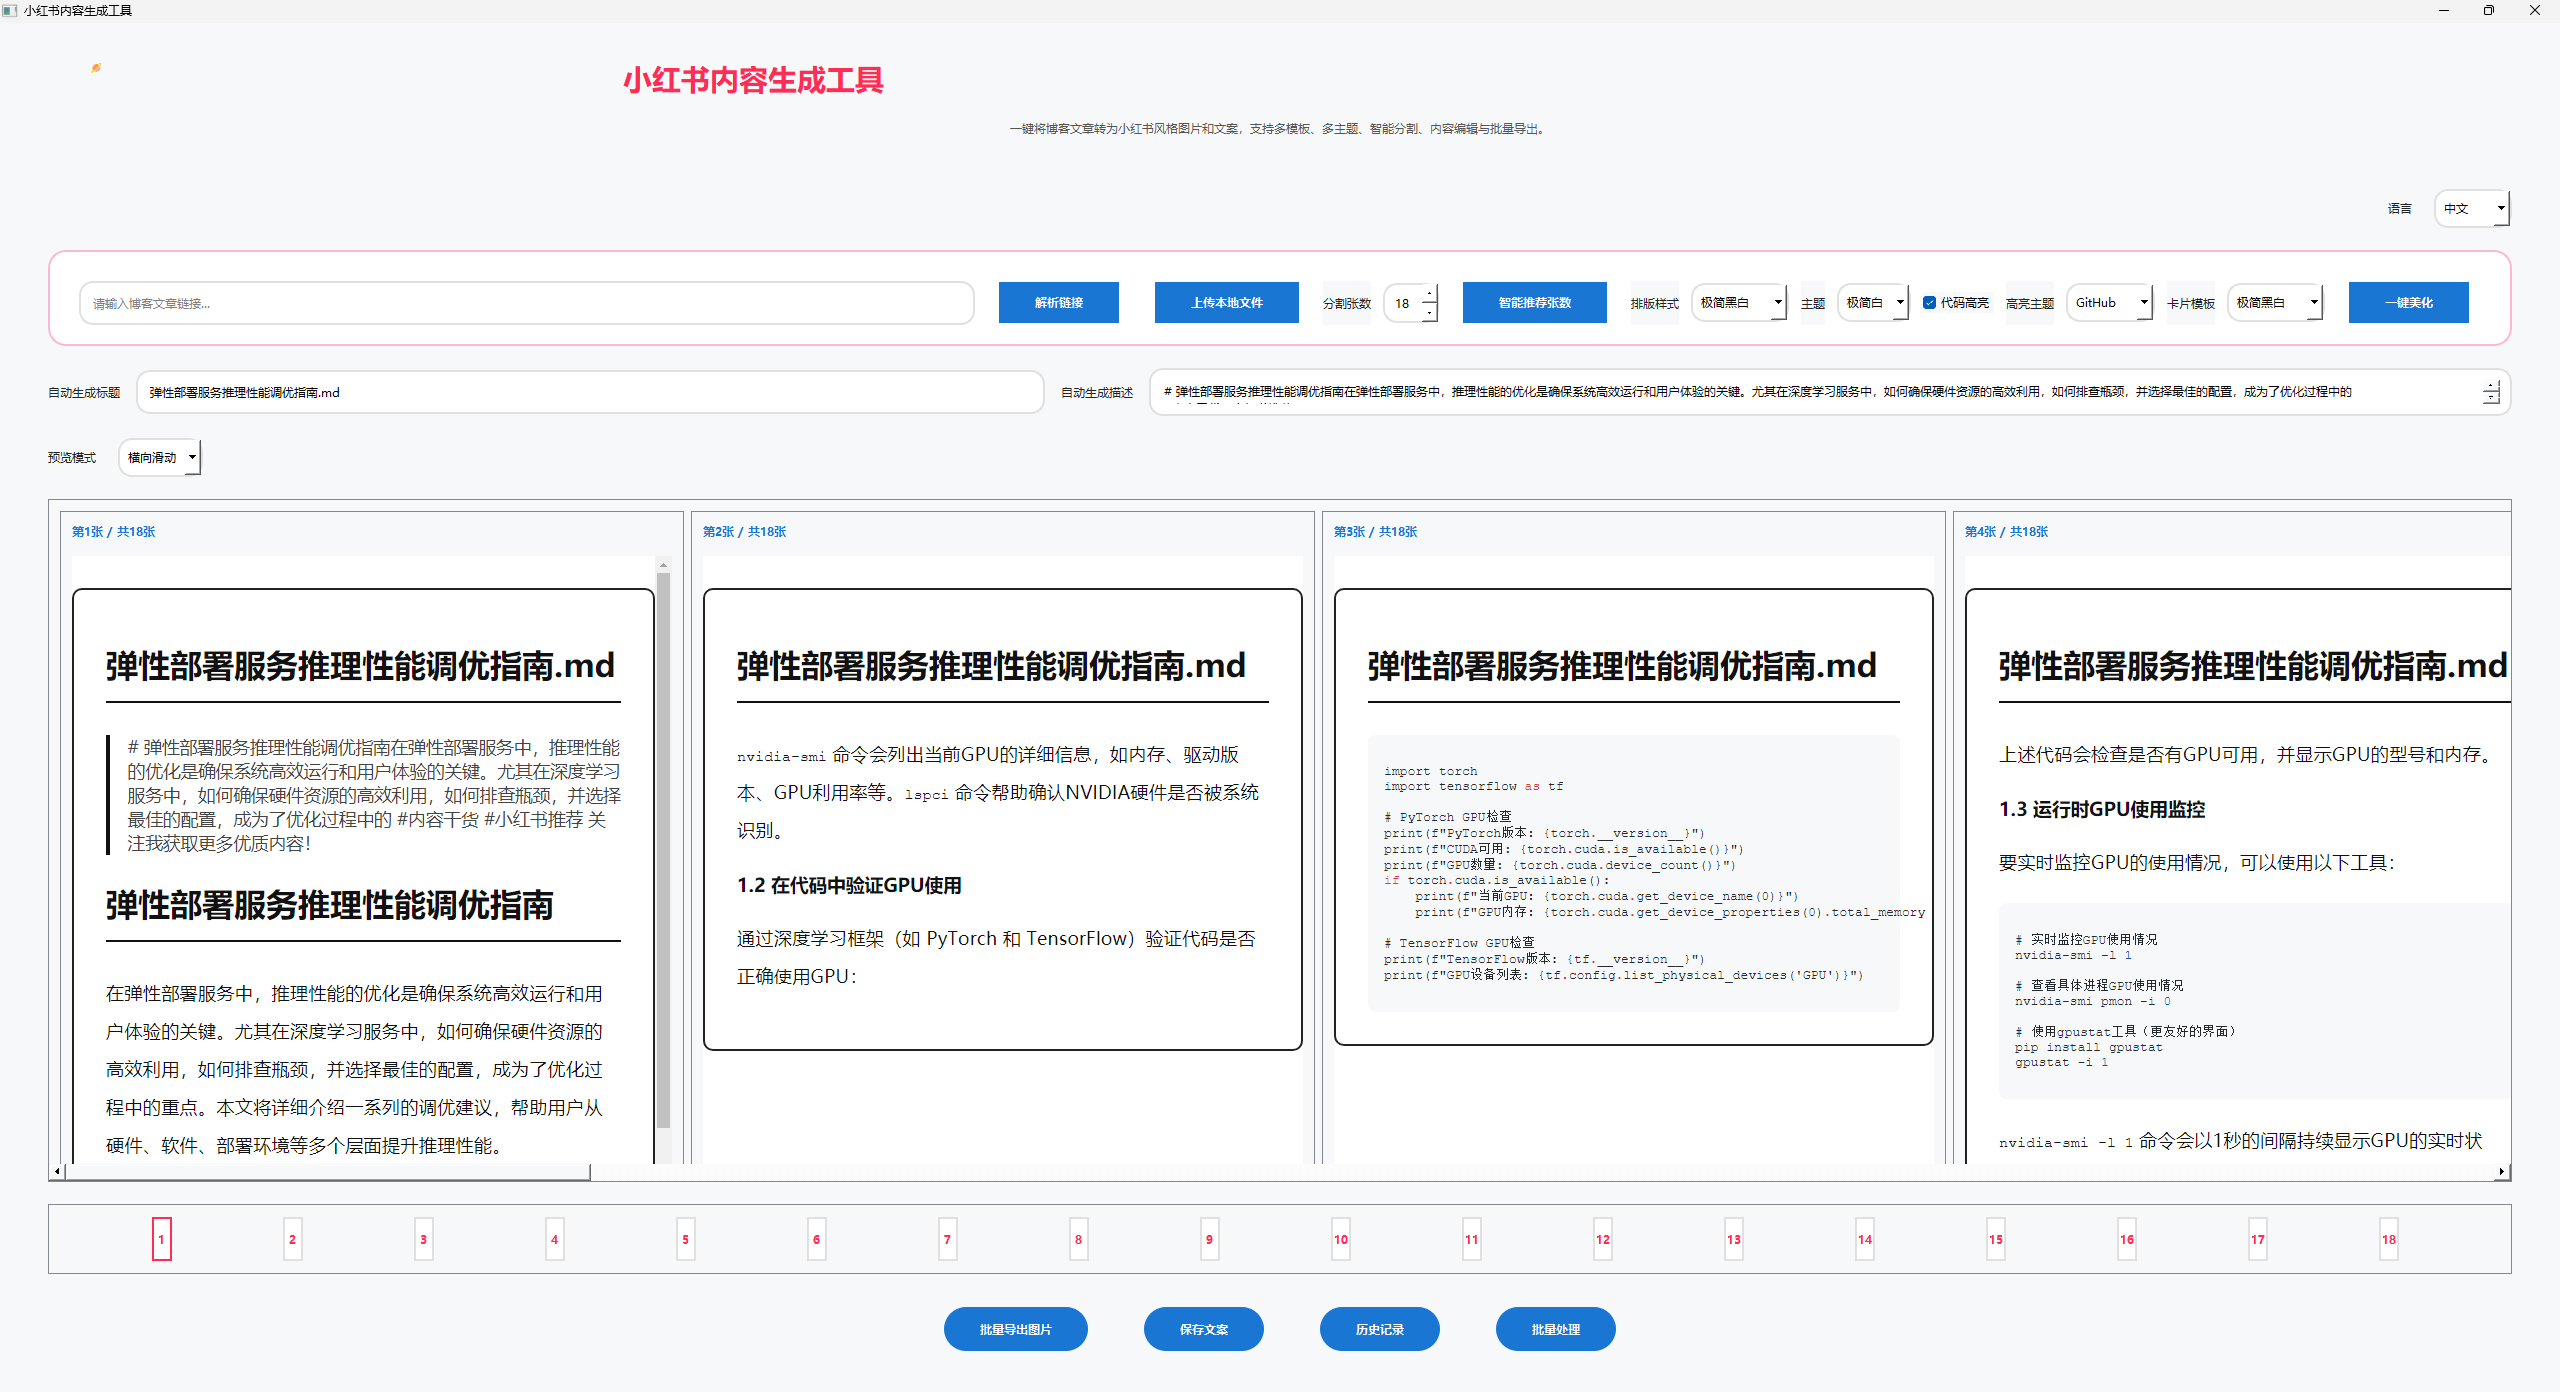 小红书内容生成工具
小红书内容生成工具
一键将博客文章转为小红书风格图片和文案，支持多模板、多主题、智能分割、内容编辑与批量导出。
语言 中文
请输入博客文章链接... 解析链接 上传本地文件 分割张数 18 智能推荐张数 排版样式 极简黑白 主题 极简白 代码高亮 高亮主题 GitHub 卡片模板 极简黑白 一键美化
自动生成标题 弹性部署服务推理性能调优指南.md 自动生成描述 # 弹性部署服务推理性能调优指南在弹性部署服务中，推理性能的优化是确保系统高效运行和用户体验的关键。尤其在深度学习服务中，如何确保硬件资源的高效利用，如何排查瓶颈，并选择最佳的配置，成为了优化过程中的
预览模式 横向滑动
第1张 / 共18张
弹性部署服务推理性能调优指南.md
# 弹性部署服务推理性能调优指南在弹性部署服务中，推理性能
的优化是确保系统高效运行和用户体验的关键。尤其在深度学习
服务中，如何确保硬件资源的高效利用，如何排查瓶颈，并选择
最佳的配置，成为了优化过程中的 #内容干货 #小红书推荐 关
注我获取更多优质内容！
弹性部署服务推理性能调优指南
在弹性部署服务中，推理性能的优化是确保系统高效运行和用
户体验的关键。尤其在深度学习服务中，如何确保硬件资源的
高效利用，如何排查瓶颈，并选择最佳的配置，成为了优化过
程中的重点。本文将详细介绍一系列的调优建议，帮助用户从
硬件、软件、部署环境等多个层面提升推理性能。
第2张 / 共18张
弹性部署服务推理性能调优指南.md
nvidia-smi 命令会列出当前GPU的详细信息，如内存、驱动版
本、GPU利用率等。lspci 命令帮助确认NVIDIA硬件是否被系统
识别。
1.2 在代码中验证GPU使用
通过深度学习框架（如 PyTorch 和 TensorFlow）验证代码是否
正确使用GPU：
第3张 / 共18张
弹性部署服务推理性能调优指南.md
import torch
import tensorflow as tf
# PyTorch GPU检查
print(f"PyTorch版本: {torch.__version__}")
print(f"CUDA可用: {torch.cuda.is_available()}")
print(f"GPU数量: {torch.cuda.device_count()}")
if torch.cuda.is_available():
print(f"当前GPU: {torch.cuda.get_device_name(0)}")
print(f"GPU内存: {torch.cuda.get_device_properties(0).total_memory
# TensorFlow GPU检查
print(f"TensorFlow版本: {tf.__version__}")
print(f"GPU设备列表: {tf.config.list_physical_devices('GPU')}")
第4张 / 共18张
弹性部署服务推理性能调优指南.md
上述代码会检查是否有GPU可用，并显示GPU的型号和内存。
1.3 运行时GPU使用监控
要实时监控GPU的使用情况，可以使用以下工具：
# 实时监控GPU使用情况
nvidia-smi -l 1
# 查看具体进程GPU使用情况
nvidia-smi pmon -i 0
# 使用gpustat工具（更友好的界面）
pip install gpustat
gpustat -i 1
nvidia-smi -l 1 命令会以1秒的间隔持续显示GPU的实时状
1 2 3 4 5 6 7 8 9 10 11 12 13 14 15 16 17 18
批量导出图片 保存文案 历史记录 批量处理